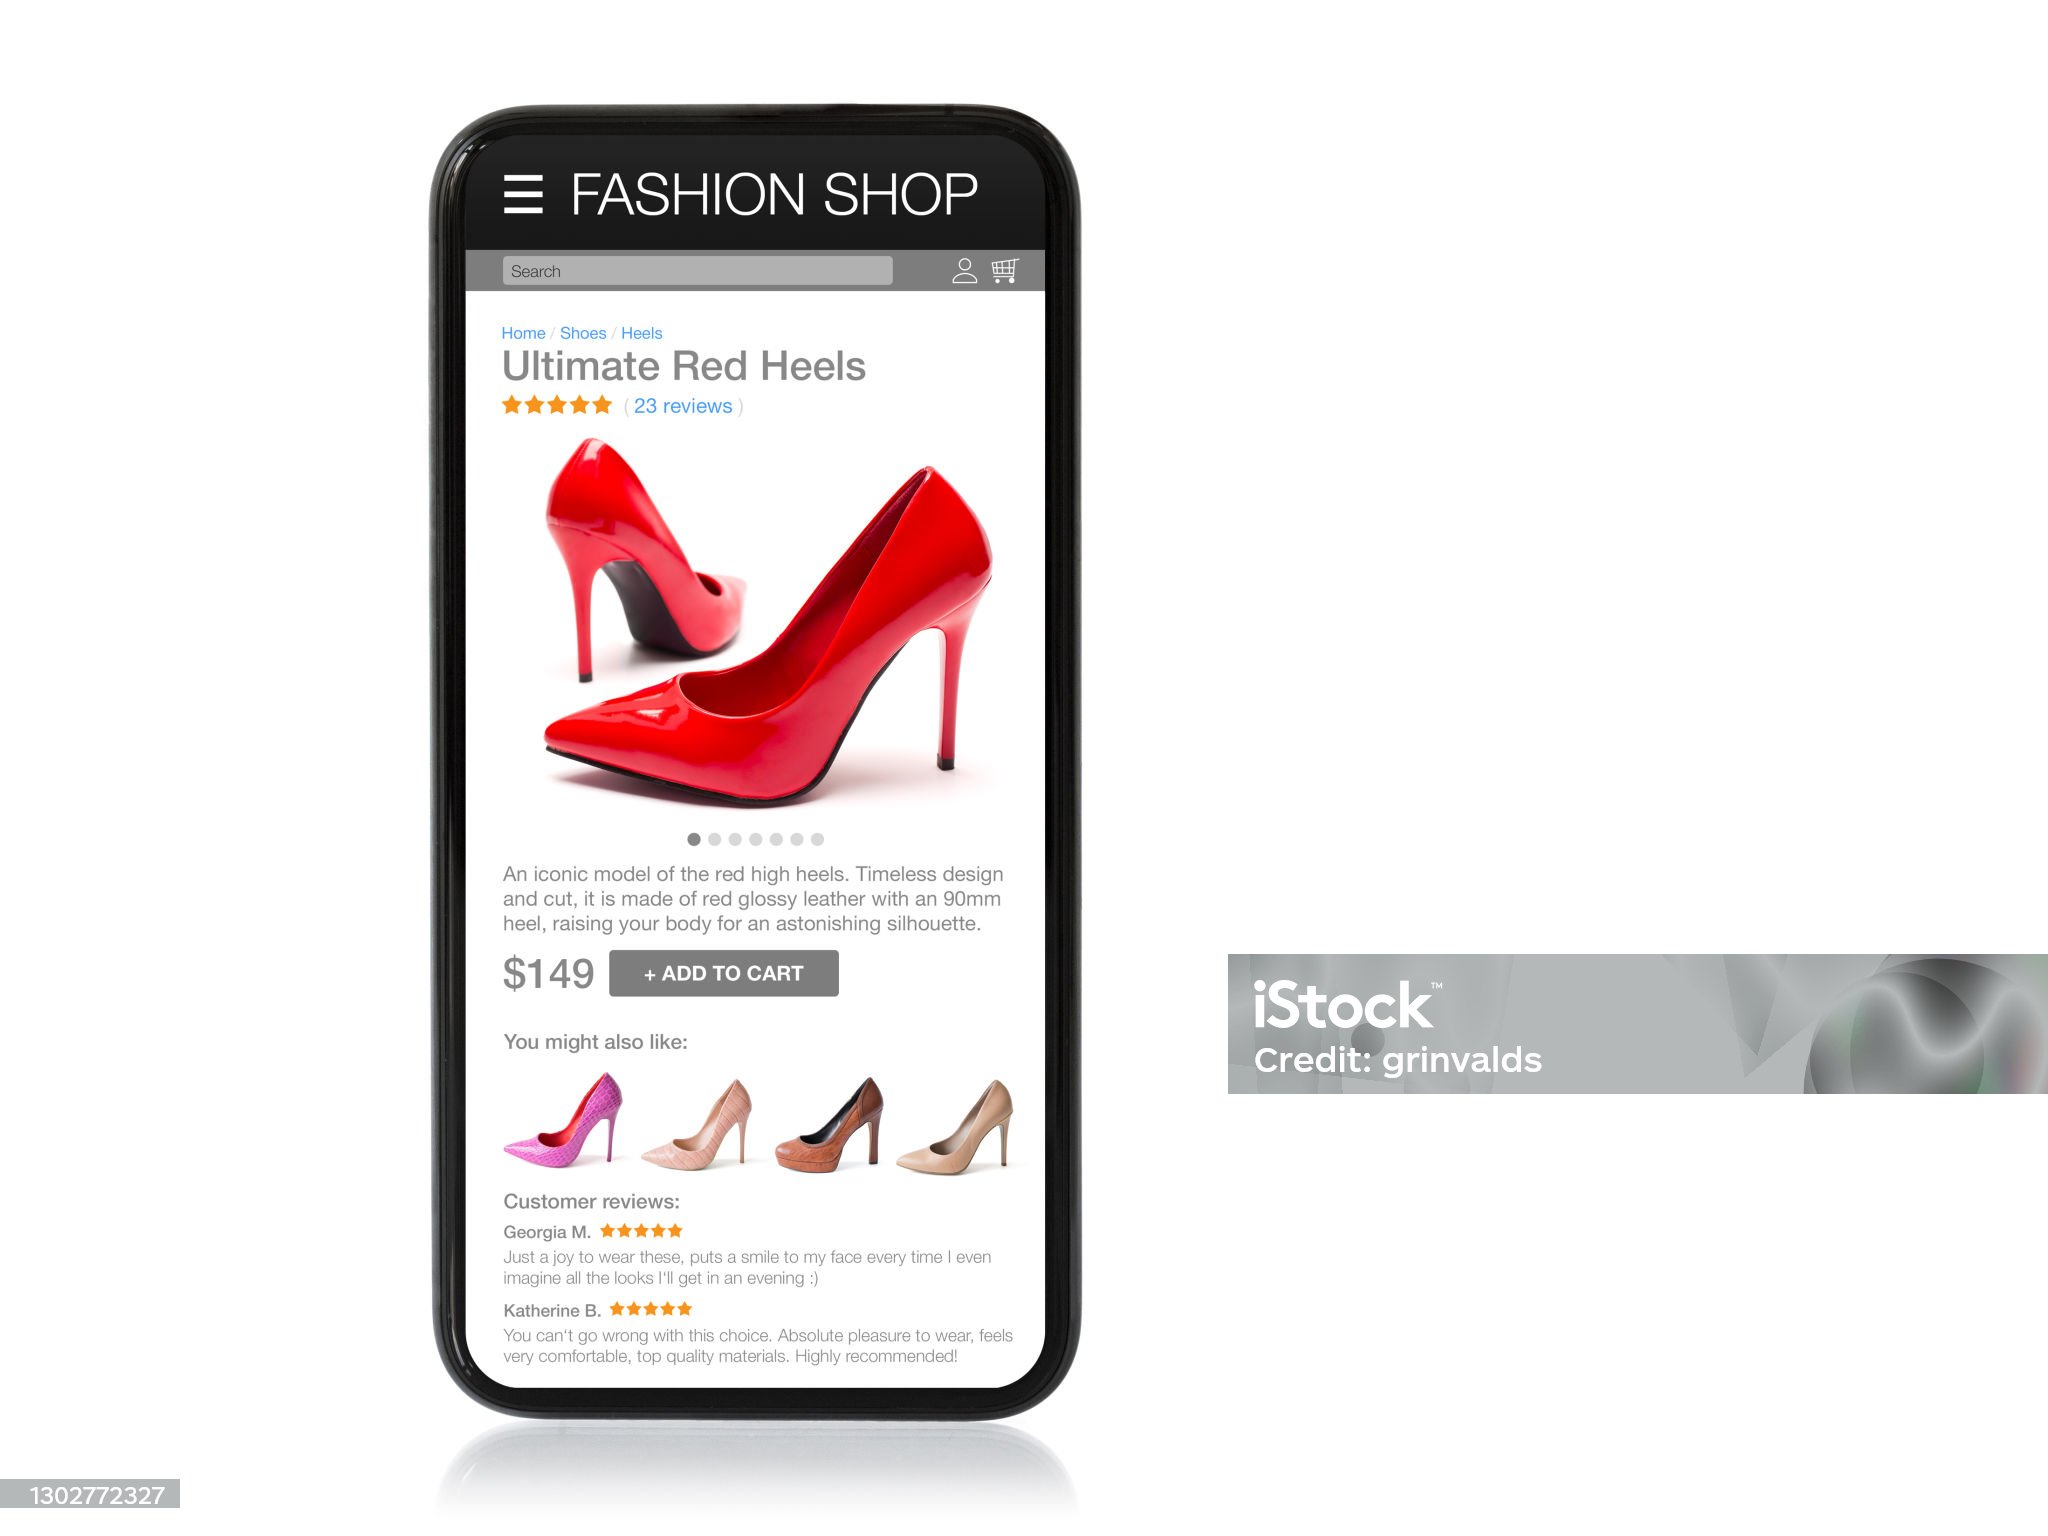 FASHION SHOP
Search
Home / Shoes / Heels
Ultimate Red Heels
( 23 reviews )
An iconic model of the red high heels. Timeless design
and cut, it is made of red glossy leather with an 90mm
heel, raising your body for an astonishing silhouette.
$149
+ ADD TO CART
You might also like:
Customer reviews:
Georgia M.
Just a joy to wear these, puts a smile to my face every time I even
imagine all the looks I'll get in an evening :)
Katherine B.
You can't go wrong with this choice. Absolute pleasure to wear, feels
very comfortable, top quality materials. Highly recommended!
iStock™
Credit: grinvalds
1302772327